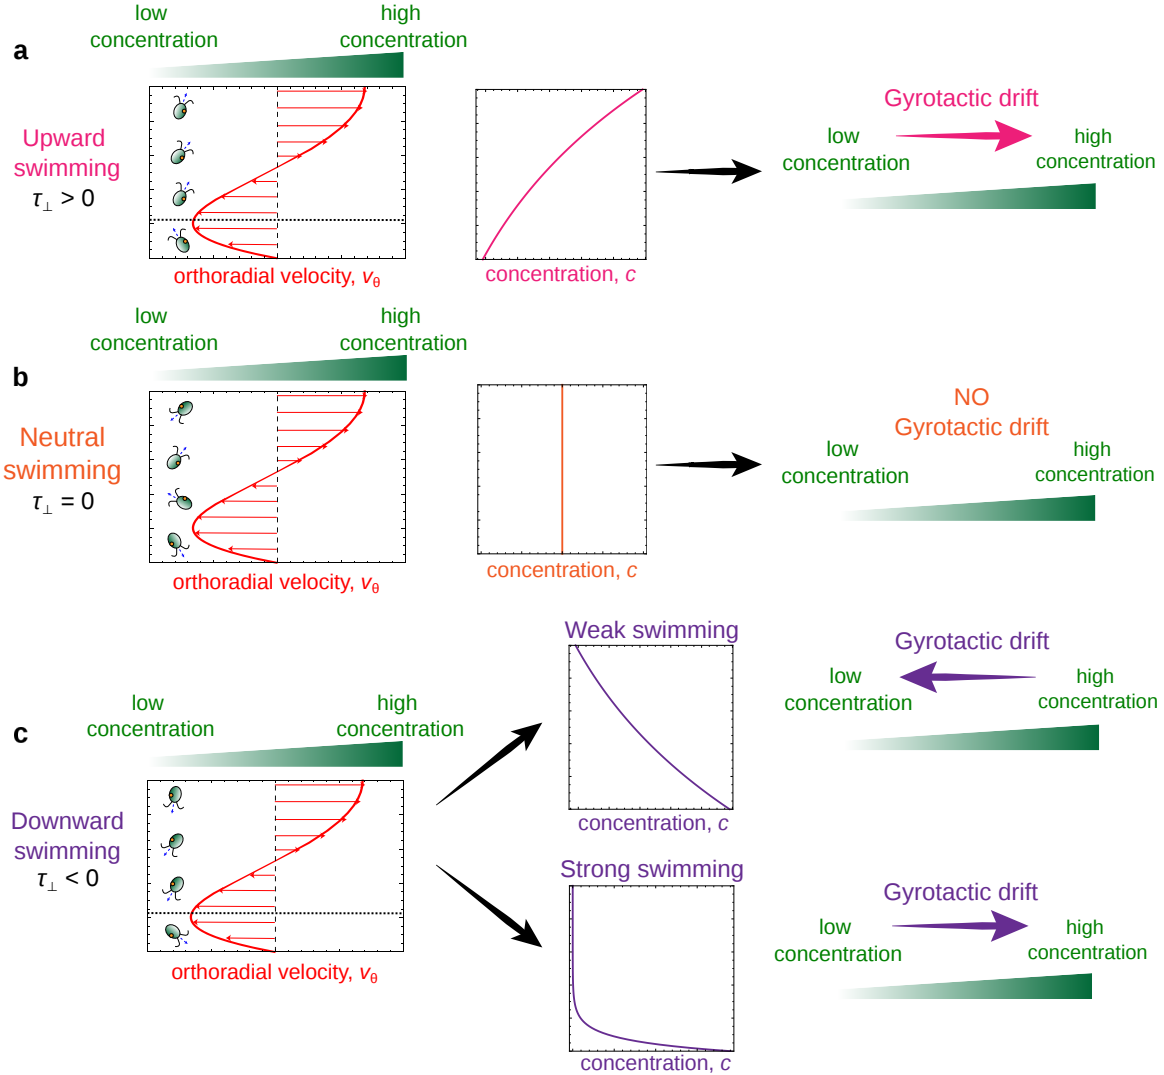 a
low
concentration
high
concentration
Upward
swimming
τ⊥ > 0
orthoradial velocity, vθ
concentration, c
Gyrotactic drift
low
concentration
high
concentration
b
low
concentration
high
concentration
Neutral
swimming
τ⊥ = 0
orthoradial velocity, vθ
concentration, c
NO
Gyrotactic drift
low
concentration
high
concentration
c
low
concentration
high
concentration
Downward
swimming
τ⊥ < 0
orthoradial velocity, vθ
Weak swimming
concentration, c
Gyrotactic drift
low
concentration
high
concentration
Strong swimming
concentration, c
Gyrotactic drift
low
concentration
high
concentration